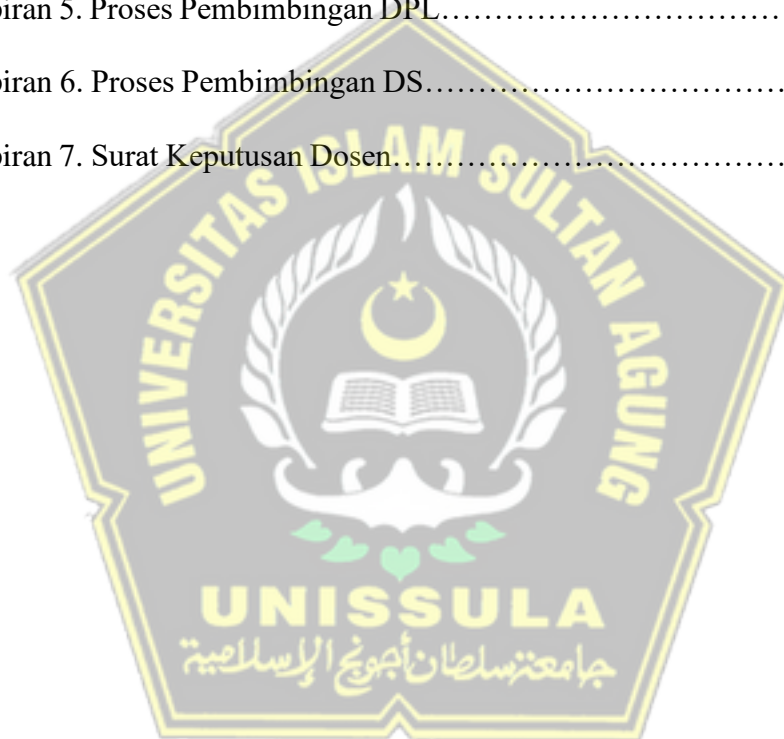 piran 5. Proses Pembimbingan DPL……………………………
piran 6. Proses Pembimbingan DS………………………………
piran 7. Surat Keputusan Dosen…………………………………
UNIVERSITAS ISLAM SULTAN AGUNG
UNISSULA
جامعة سلطان أجونج الإسلامية